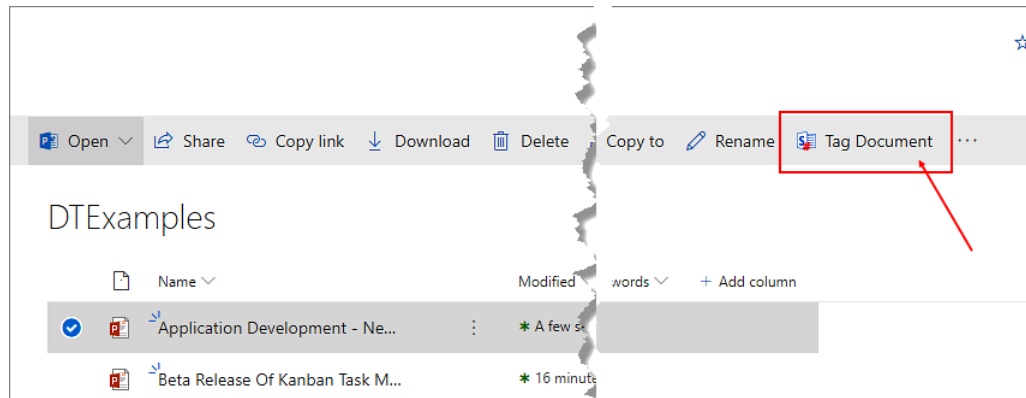 Open Share Copy link Download Delete Copy to Rename Tag Document ...
DTExamples
Name Modified words + Add column
Application Development - Ne... A few s
Beta Release Of Kanban Task M... 16 minute